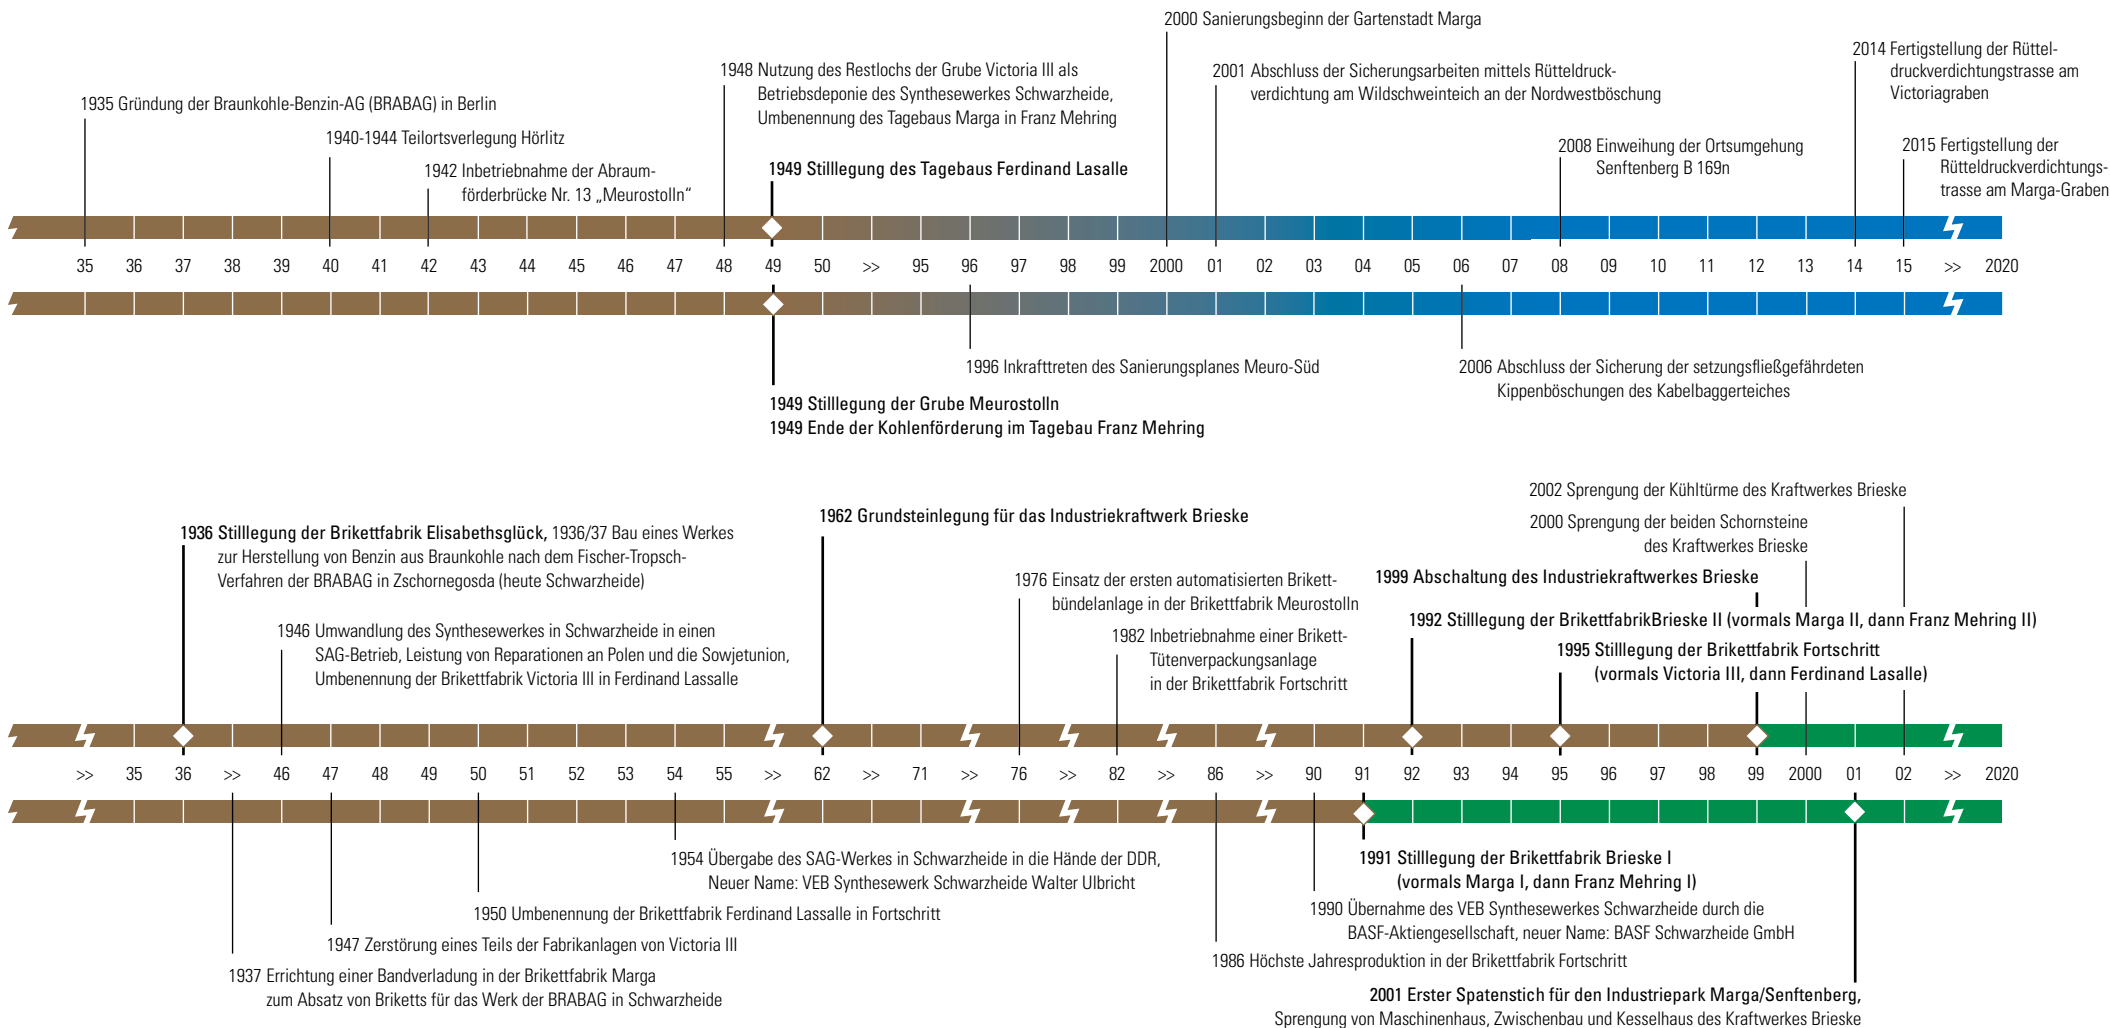 2000 Sanierungsbeginn der Gartenstadt Marga
1935 Gründung der Braunkohle-Benzin-AG (BRABAG) in Berlin
1940-1944 Teilortsverlegung Hörlitz
1942 Inbetriebnahme der Abraum-
förderbrücke Nr. 13 „Meurostolln“
1948 Nutzung des Restlochs der Grube Victoria III als
Betriebsdeponie des Synthesewerkes Schwarzheide,
Umbenennung des Tagebaus Marga in Franz Mehring
1949 Stilllegung des Tagebaus Ferdinand Lasalle
2001 Abschluss der Sicherungsarbeiten mittels Rütteldruck-
verdichtung am Wildschweinteich an der Nordwestböschung
2008 Einweihung der Ortsumgehung
Senftenberg B 169n
2014 Fertigstellung der Rüttel-
druckverdichtungstrasse am
Victoriagraben
2015 Fertigstellung der
Rütteldruckverdichtungs-
trasse am Marga-Graben
35 36 37 38 39 40 41 42 43 44 45 46 47 48 49 50 >> 95 96 97 98 99 2000 01 02 03 04 05 06 07 08 09 10 11 12 13 14 15 >> 2020
1996 Inkrafttreten des Sanierungsplanes Meuro-Süd
2006 Abschluss der Sicherung der setzungsfließgefährdeten
Kippenböschungen des Kabelbaggerteiches
1949 Stilllegung der Grube Meurostolln
1949 Ende der Kohlenförderung im Tagebau Franz Mehring
1936 Stilllegung der Brikettfabrik Elisabethsglück, 1936/37 Bau eines Werkes
zur Herstellung von Benzin aus Braunkohle nach dem Fischer-Tropsch-
Verfahren der BRABAG in Zschornegosda (heute Schwarzheide)
1946 Umwandlung des Synthesewerkes in Schwarzheide in einen
SAG-Betrieb, Leistung von Reparationen an Polen und die Sowjetunion,
Umbenennung der Brikettfabrik Victoria III in Ferdinand Lassalle
1962 Grundsteinlegung für das Industriekraftwerk Brieske
1976 Einsatz der ersten automatisierten Brikett-
bündelanlage in der Brikettfabrik Meurostolln
1982 Inbetriebnahme einer Brikett-
Tütenverpackungsanlage
in der Brikettfabrik Fortschritt
2002 Sprengung der Kühltürme des Kraftwerkes Brieske
2000 Sprengung der beiden Schornsteine
des Kraftwerkes Brieske
1999 Abschaltung des Industriekraftwerkes Brieske
1992 Stilllegung der BrikettfabrikBrieske II (vormals Marga II, dann Franz Mehring II)
1995 Stilllegung der Brikettfabrik Fortschritt
(vormals Victoria III, dann Ferdinand Lasalle)
>> 35 36 >> 46 47 48 49 50 51 52 53 54 55 >> 62 >> 71 >> 76 >> 82 >> 86 >> 90 91 92 93 94 95 96 97 98 99 2000 01 02 >> 2020
1954 Übergabe des SAG-Werkes in Schwarzheide in die Hände der DDR,
Neuer Name: VEB Synthesewerk Schwarzheide Walter Ulbricht
1950 Umbenennung der Brikettfabrik Ferdinand Lassalle in Fortschritt
1947 Zerstörung eines Teils der Fabrikanlagen von Victoria III
1937 Errichtung einer Bandverladung in der Brikettfabrik Marga
zum Absatz von Briketts für das Werk der BRABAG in Schwarzheide
1991 Stilllegung der Brikettfabrik Brieske I
(vormals Marga I, dann Franz Mehring I)
1990 Übernahme des VEB Synthesewerkes Schwarzheide durch die
BASF-Aktiengesellschaft, neuer Name: BASF Schwarzheide GmbH
1986 Höchste Jahresproduktion in der Brikettfabrik Fortschritt
2001 Erster Spatenstich für den Industriepark Marga/Senftenberg,
Sprengung von Maschinenhaus, Zwischenbau und Kesselhaus des Kraftwerkes Brieske